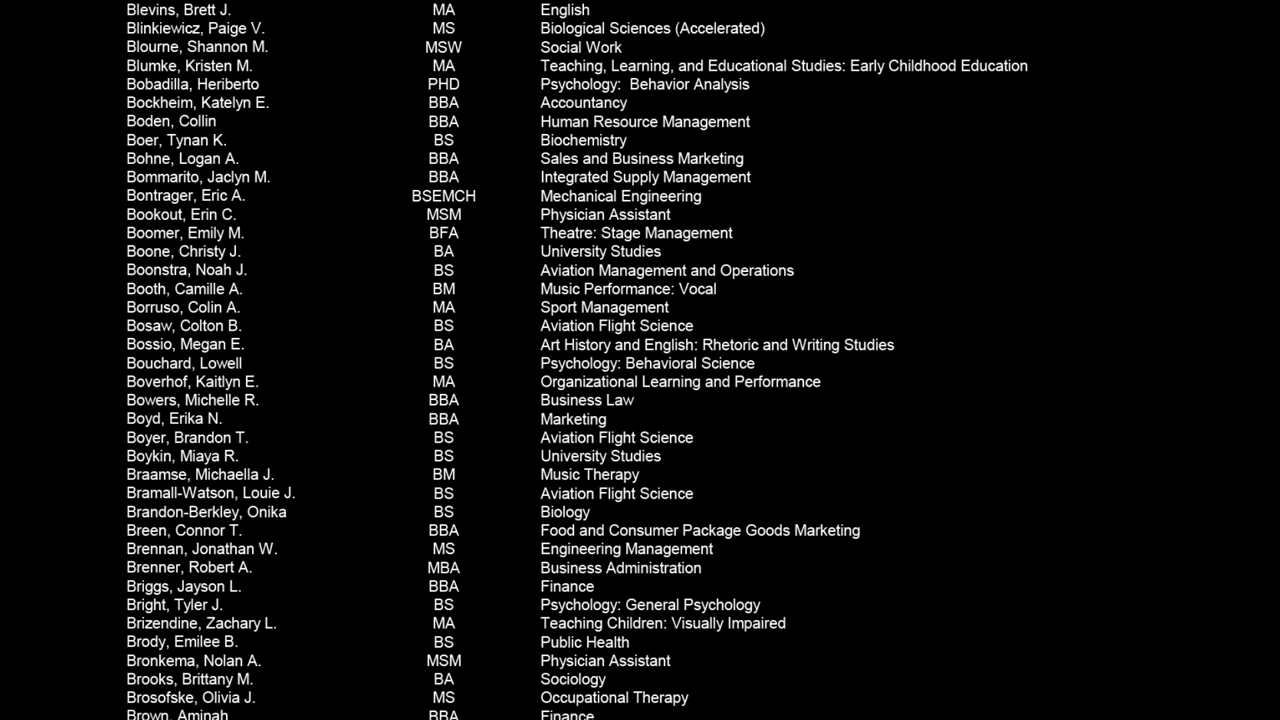 Blevins, Brett J. MA English
Blinkiewicz, Paige V. MS Biological Sciences (Accelerated)
Blourne, Shannon M. MSW Social Work
Blumke, Kristen M. MA Teaching, Learning, and Educational Studies: Early Childhood Education
Bobadilla, Heriberto PHD Psychology:  Behavior Analysis
Bockheim, Katelyn E. BBA Accountancy
Boden, Collin BBA Human Resource Management
Boer, Tynan K. BS Biochemistry
Bohne, Logan A. BBA Sales and Business Marketing
Bommarito, Jaclyn M. BBA Integrated Supply Management
Bontrager, Eric A. BSEMCH Mechanical Engineering
Bookout, Erin C. MSM Physician Assistant
Boomer, Emily M. BFA Theatre: Stage Management
Boone, Christy J. BA University Studies
Boonstra, Noah J. BS Aviation Management and Operations
Booth, Camille A. BM Music Performance: Vocal
Borruso, Colin A. MA Sport Management
Bosaw, Colton B. BS Aviation Flight Science
Bossio, Megan E. BA Art History and English: Rhetoric and Writing Studies
Bouchard, Lowell BS Psychology: Behavioral Science
Boverhof, Kaitlyn E. MA Organizational Learning and Performance
Bowers, Michelle R. BBA Business Law
Boyd, Erika N. BBA Marketing
Boyer, Brandon T. BS Aviation Flight Science
Boykin, Miaya R. BS University Studies
Braamse, Michaella J. BM Music Therapy
Bramall-Watson, Louie J. BS Aviation Flight Science
Brandon-Berkley, Onika BS Biology
Breen, Connor T. BBA Food and Consumer Package Goods Marketing
Brennan, Jonathan W. MS Engineering Management
Brenner, Robert A. MBA Business Administration
Briggs, Jayson L. BBA Finance
Bright, Tyler J. BS Psychology: General Psychology
Brizendine, Zachary L. MA Teaching Children: Visually Impaired
Brody, Emilee B. BS Public Health
Bronkema, Nolan A. MSM Physician Assistant
Brooks, Brittany M. BA Sociology
Brosofske, Olivia J. MS Occupational Therapy
Brown, Aminah BBA Finance